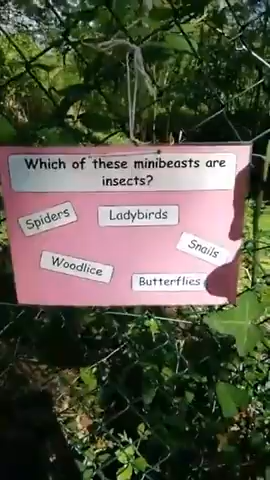 Which of these minibeasts are
insects?
Spiders
Ladybirds
Snails
Woodlice
Butterflies